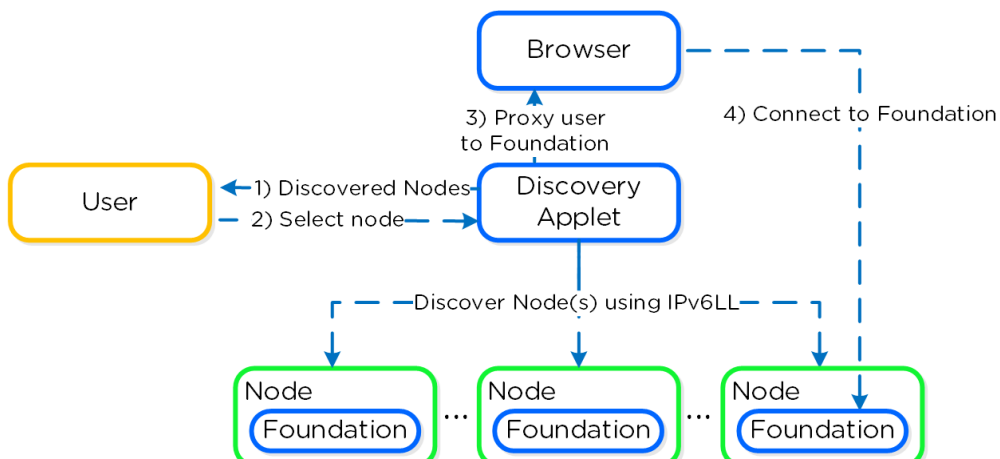 Browser
3) Proxy user
to Foundation
4) Connect to Foundation
User
1) Discovered Nodes
2) Select node
Discovery
Applet
Discover Node(s) using IPv6LL
Node
Foundation
...
Node
Foundation
...
Node
Foundation